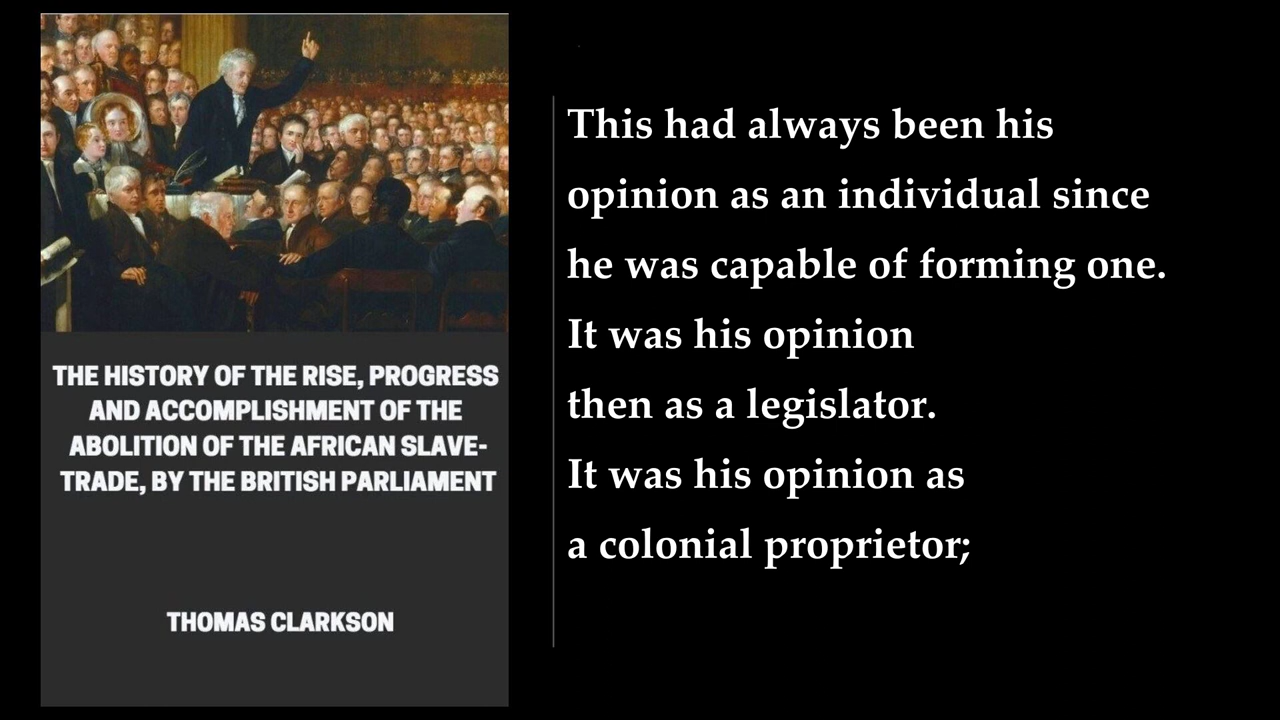 THE HISTORY OF THE RISE, PROGRESS
AND ACCOMPLISHMENT OF THE
ABOLITION OF THE AFRICAN SLAVE-
TRADE, BY THE BRITISH PARLIAMENT
THOMAS CLARKSON
This had always been his
opinion as an individual since
he was capable of forming one.
It was his opinion
then as a legislator.
It was his opinion as
a colonial proprietor;